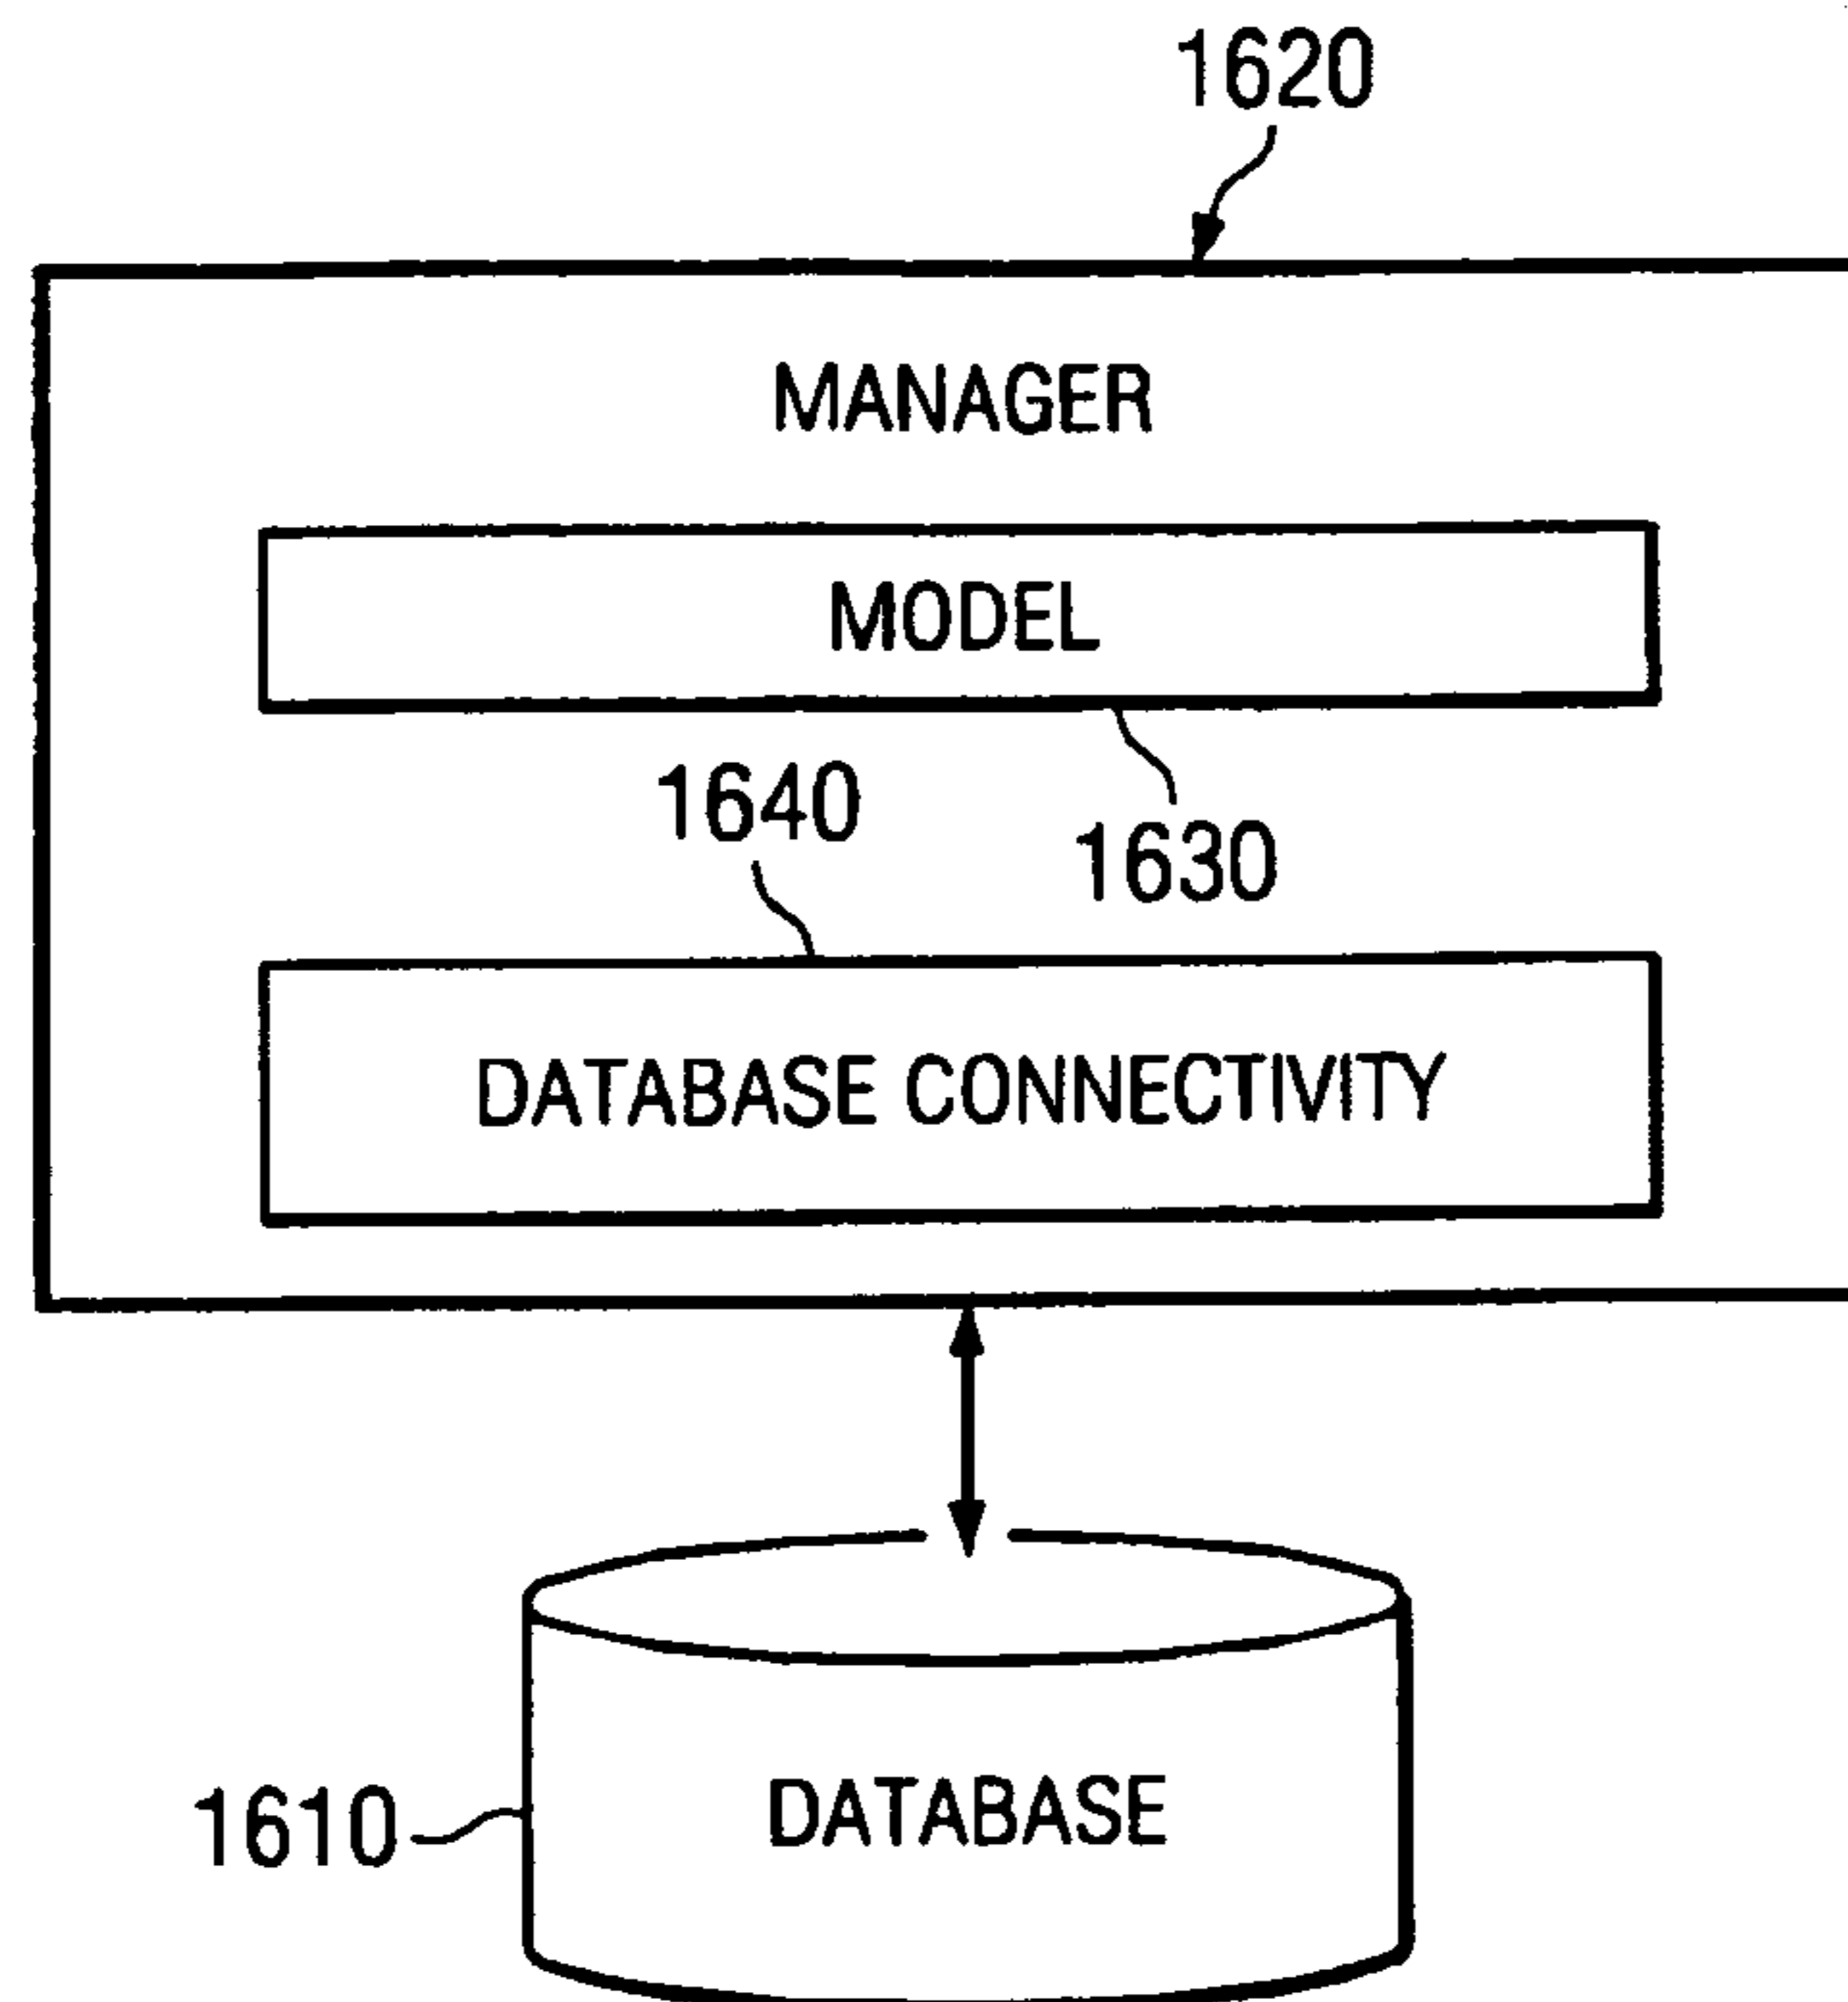 1620
MANAGER
MODEL
1640
1630
DATABASE CONNECTIVITY
DATABASE
1610